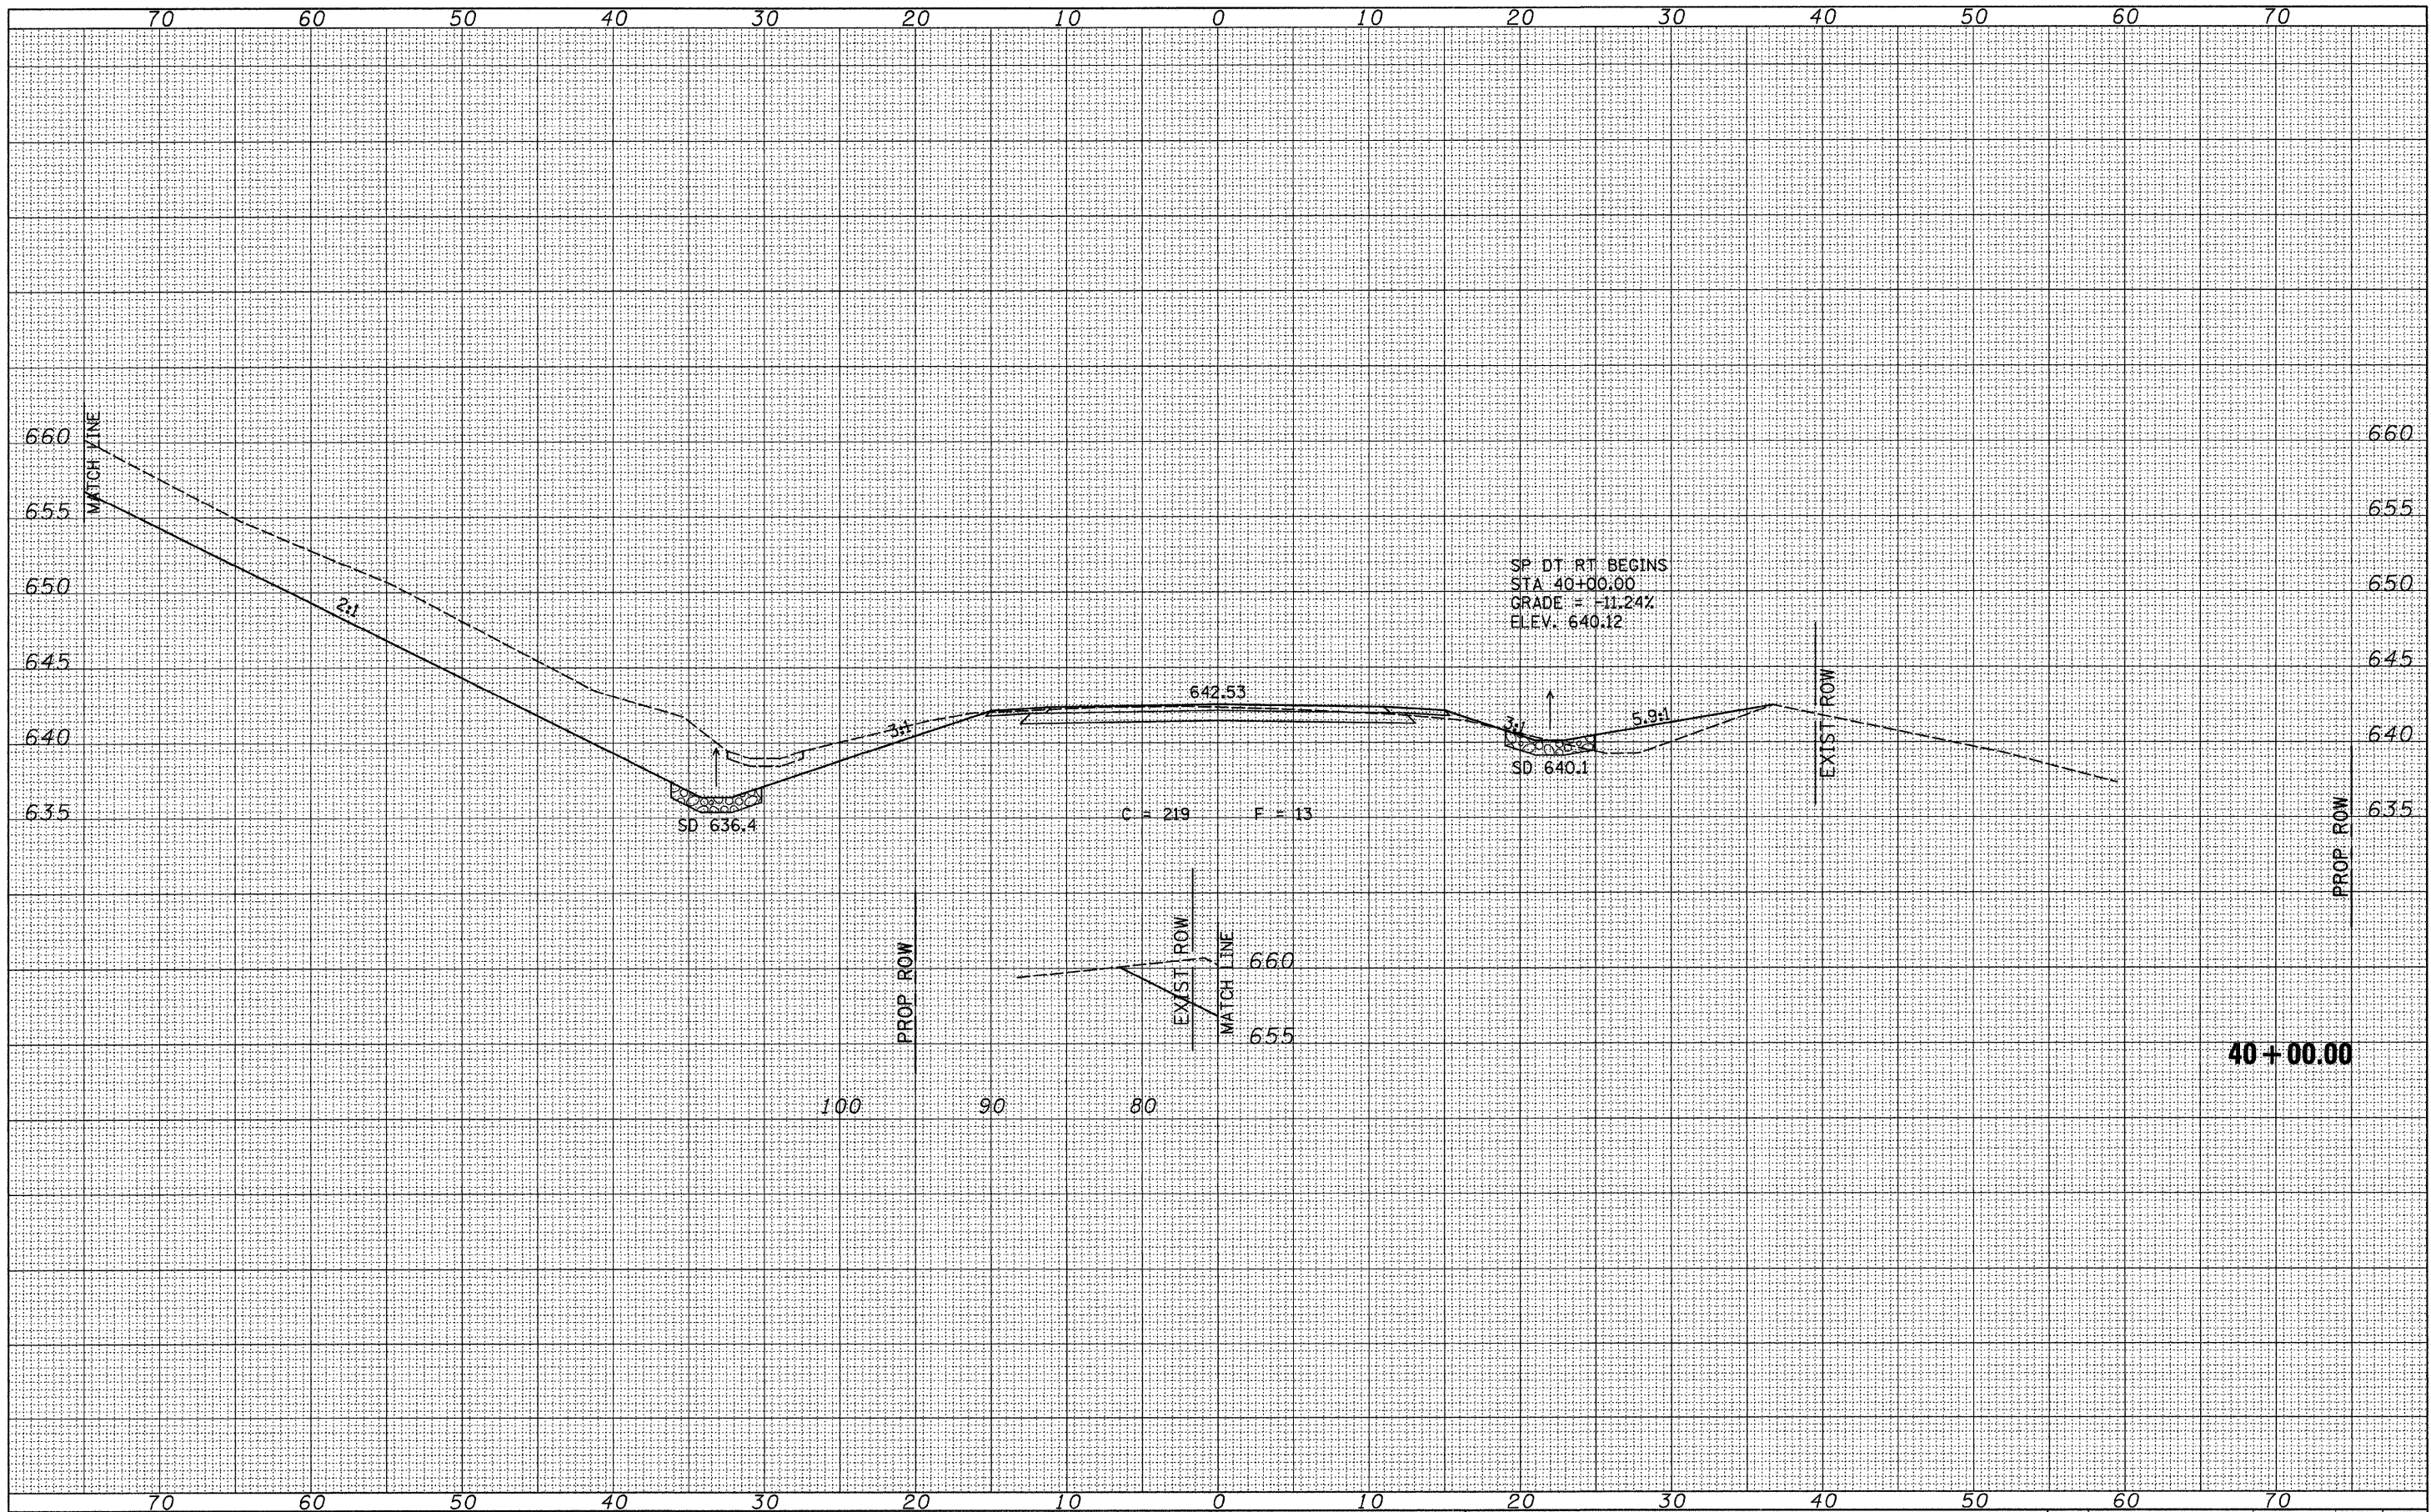 70 60 50 40 30 20 10 0 10 20 30 40 50 60 70
MATCH LINE
660 660
655 655
SP DT RT BEGINS
STA 40+00.00
GRADE = -11.24%
ELEV. 640.12
650 650
2:1
645 645
EXIST ROW
642.53
3:1
3:1
5.9:1
640 640
SD 640.1
SD 636.4
C = 219 F = 13
635 635
PROP ROW
PROP ROW
EXIST ROW
MATCH LINE
660
655
40+00.00
100 90 80
70 60 50 40 30 20 10 0 10 20 30 40 50 60 70